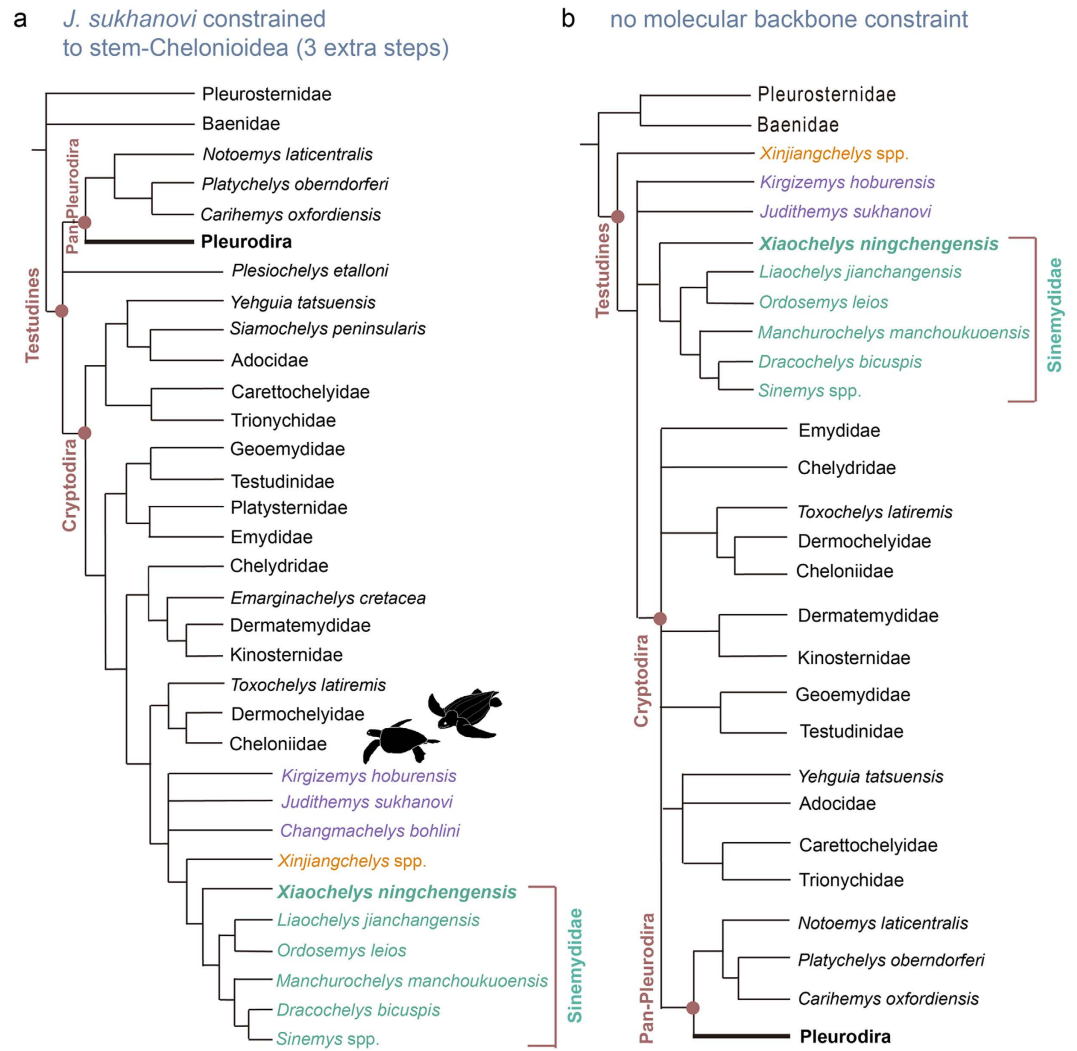 a
J. sukhanovi constrained
to stem-Chelonioidea (3 extra steps)
Pleurosternidae
Baenidae
Notoemys laticentralis
Platychelys oberndorferi
Carihemys oxfordiensis
Pleurodira
Plesiochelys etalloni
Yehguia tatsuensis
Siamochelys peninsularis
Adocidae
Carettochelyidae
Trionychidae
Geoemydidae
Testudinidae
Platysternidae
Emydidae
Chelydridae
Emarginachelys cretacea
Dermatemydidae
Kinosternidae
Toxochelys latiremis
Dermochelyidae
Cheloniidae
Kirgizemys hoburensis
Judithemys sukhanovi
Changmachelys bohlini
Xinjiangchelys spp.
Xiaochelys ningchengensis
Liaochelys jianchangensis
Ordosemys leios
Manchurochelys manchoukuoensis
Dracochelys bicuspis
Sinemys spp.
Pan-Pleurodira
Testudines
Cryptodira
Sinemydidae
b
no molecular backbone constraint
Pleurosternidae
Baenidae
Xinjiangchelys spp.
Kirgizemys hoburensis
Judithemys sukhanovi
Xiaochelys ningchengensis
Liaochelys jianchangensis
Ordosemys leios
Manchurochelys manchoukuoensis
Dracochelys bicuspis
Sinemys spp.
Emydidae
Chelydridae
Toxochelys latiremis
Dermochelyidae
Cheloniidae
Dermatemydidae
Kinosternidae
Geoemydidae
Testudinidae
Yehguia tatsuensis
Adocidae
Carettochelyidae
Trionychidae
Notoemys laticentralis
Platychelys oberndorferi
Carihemys oxfordiensis
Pleurodira
Testudines
Sinemydidae
Cryptodira
Pan-Pleurodira